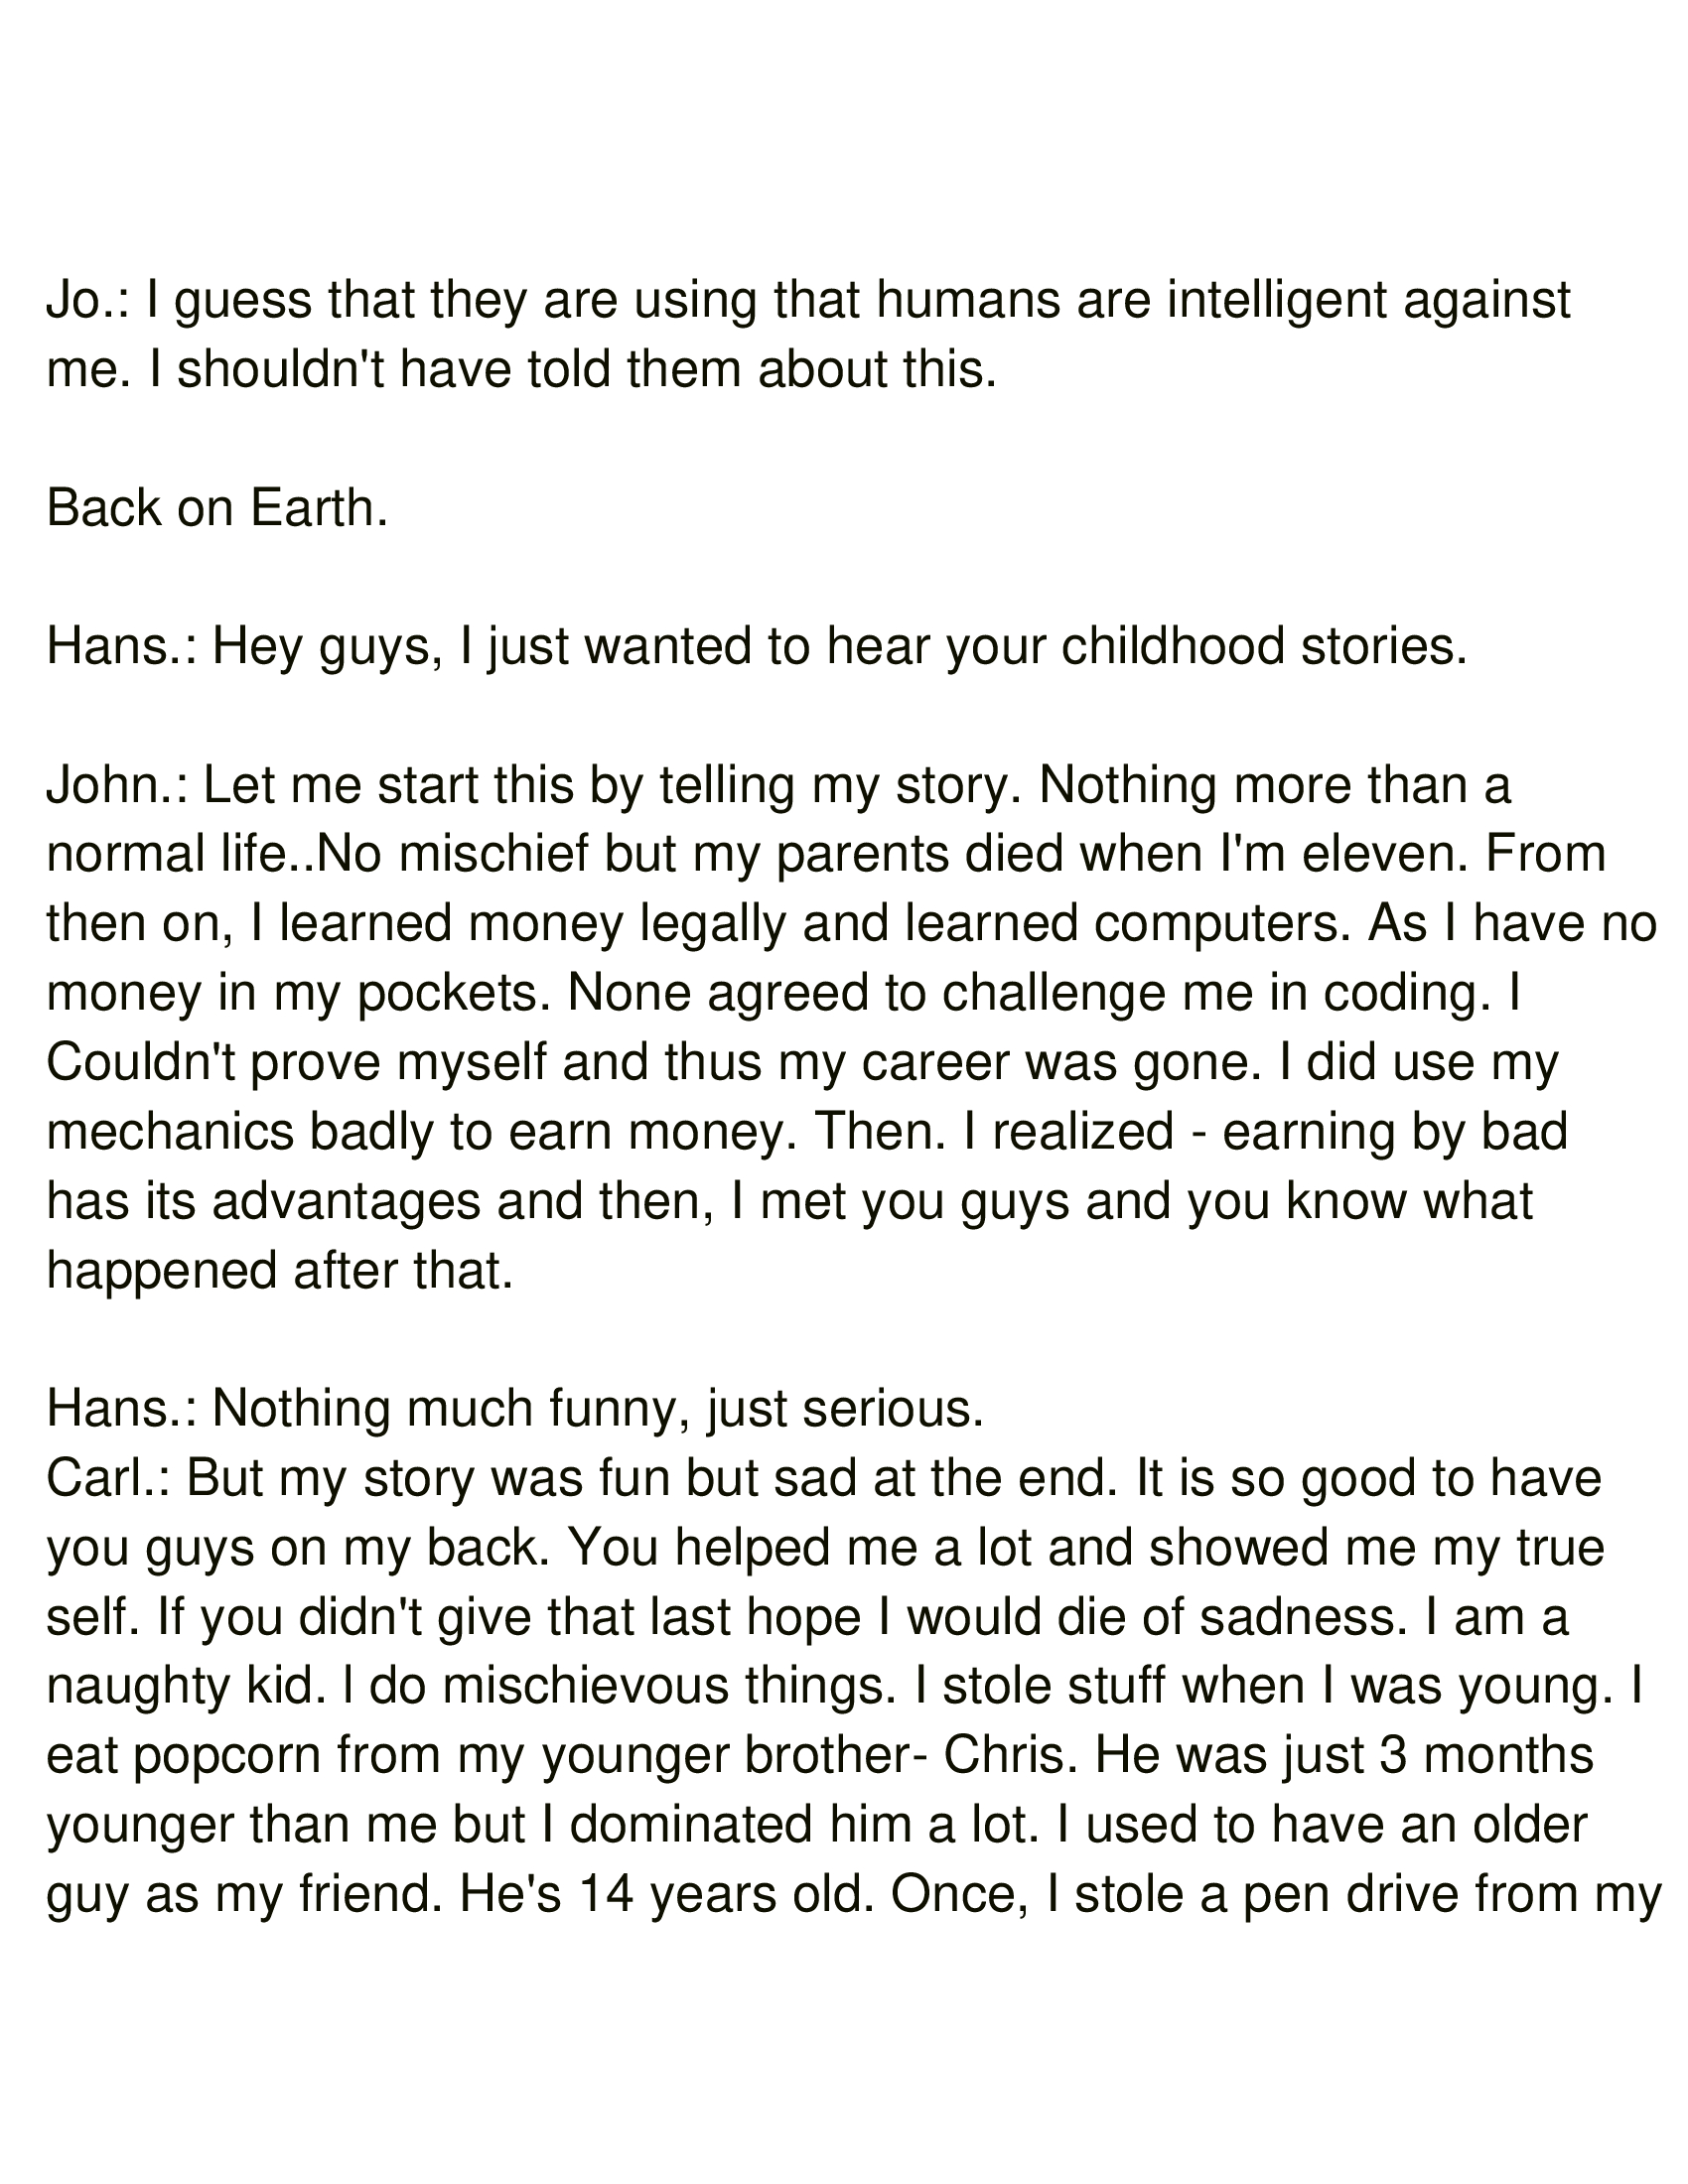 Jo.: I guess that they are using that humans are intelligent against
me. I shouldn't have told them about this.
Back on Earth.
Hans.: Hey guys, I just wanted to hear your childhood stories.
John.: Let me start this by telling my story. Nothing more than a
normal life..No mischief but my parents died when I'm eleven. From
then on, I learned money legally and learned computers. As I have no
money in my pockets. None agreed to challenge me in coding. I
Couldn't prove myself and thus my career was gone. I did use my
mechanics badly to earn money. Then. I realized - earning by bad
has its advantages and then, I met you guys and you know what
happened after that.
Hans.: Nothing much funny, just serious.
Carl.: But my story was fun but sad at the end. It is so good to have
you guys on my back. You helped me a lot and showed me my true
self. If you didn't give that last hope I would die of sadness. I am a
naughty kid. I do mischievous things. I stole stuff when I was young. I
eat popcorn from my younger brother- Chris. He was just 3 months
younger than me but I dominated him a lot. I used to have an older
guy as my friend. He's 14 years old. Once, I stole a pen drive from my